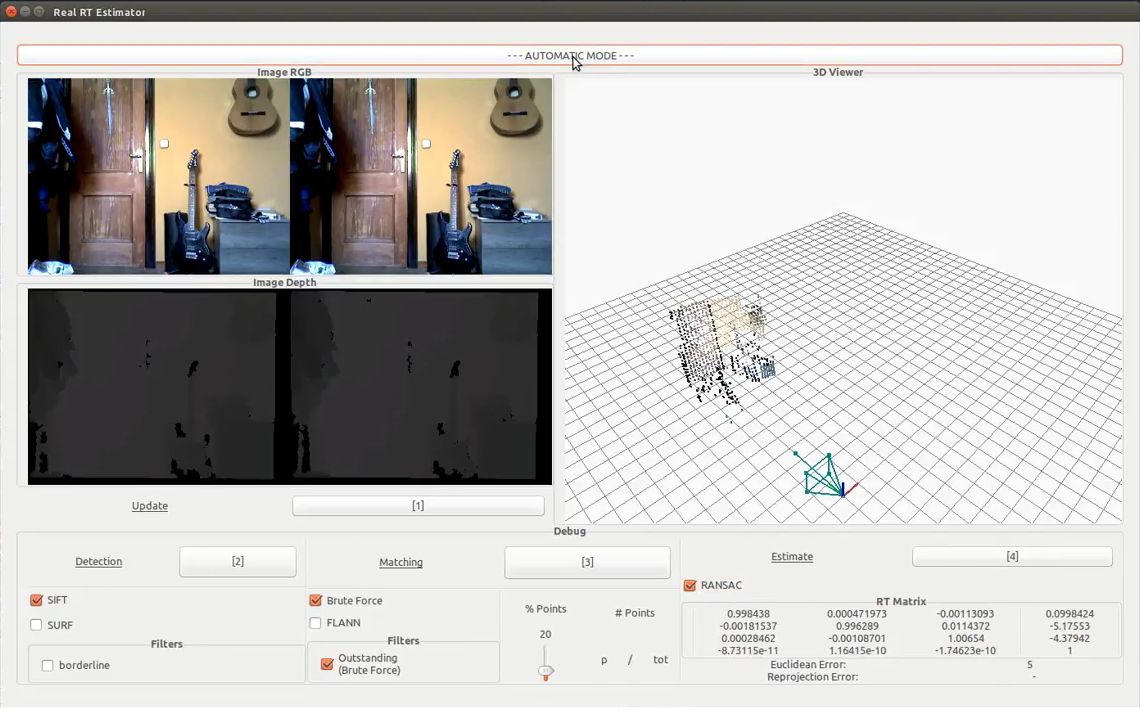 Real RT Estimator
- - - AUTOMATIC MODE - - -
Image RGB
3D Viewer
Image Depth
Update
[1]
Debug
Detection
[2]
Matching
[3]
Estimate
[4]
SIFT
SURF
Filters
borderline
Brute Force
FLANN
Filters
Outstanding
(Brute Force)
% Points
# Points
20
p / tot
RANSAC
RT Matrix
0.998438 0.000471973 -0.00113093 0.0998424
-0.00181537 0.996289 0.0114372 -5.17553
0.00028462 -0.00108701 1.00654 -4.37942
-8.73115e-11 1.16415e-10 -1.74623e-10 1
Euclidean Error: 5
Reprojection Error: -